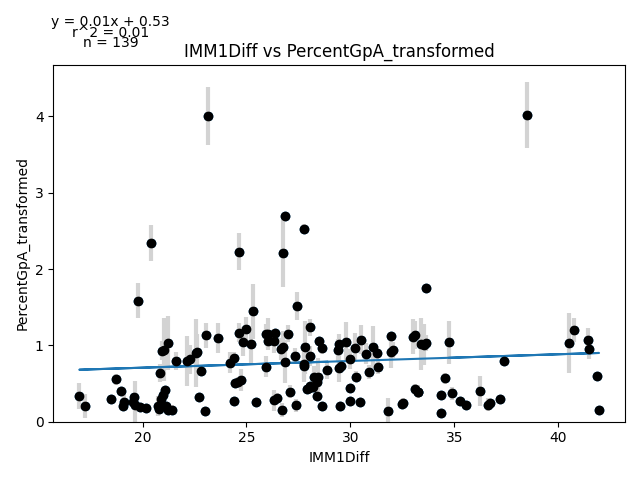 y = 0.01x + 0.53
r^2 = 0.01
n = 139
IMM1Diff vs PercentGpA_transformed
PercentGpA_transformed
4
3
2
1
0
20
25
30
35
40
IMM1Diff